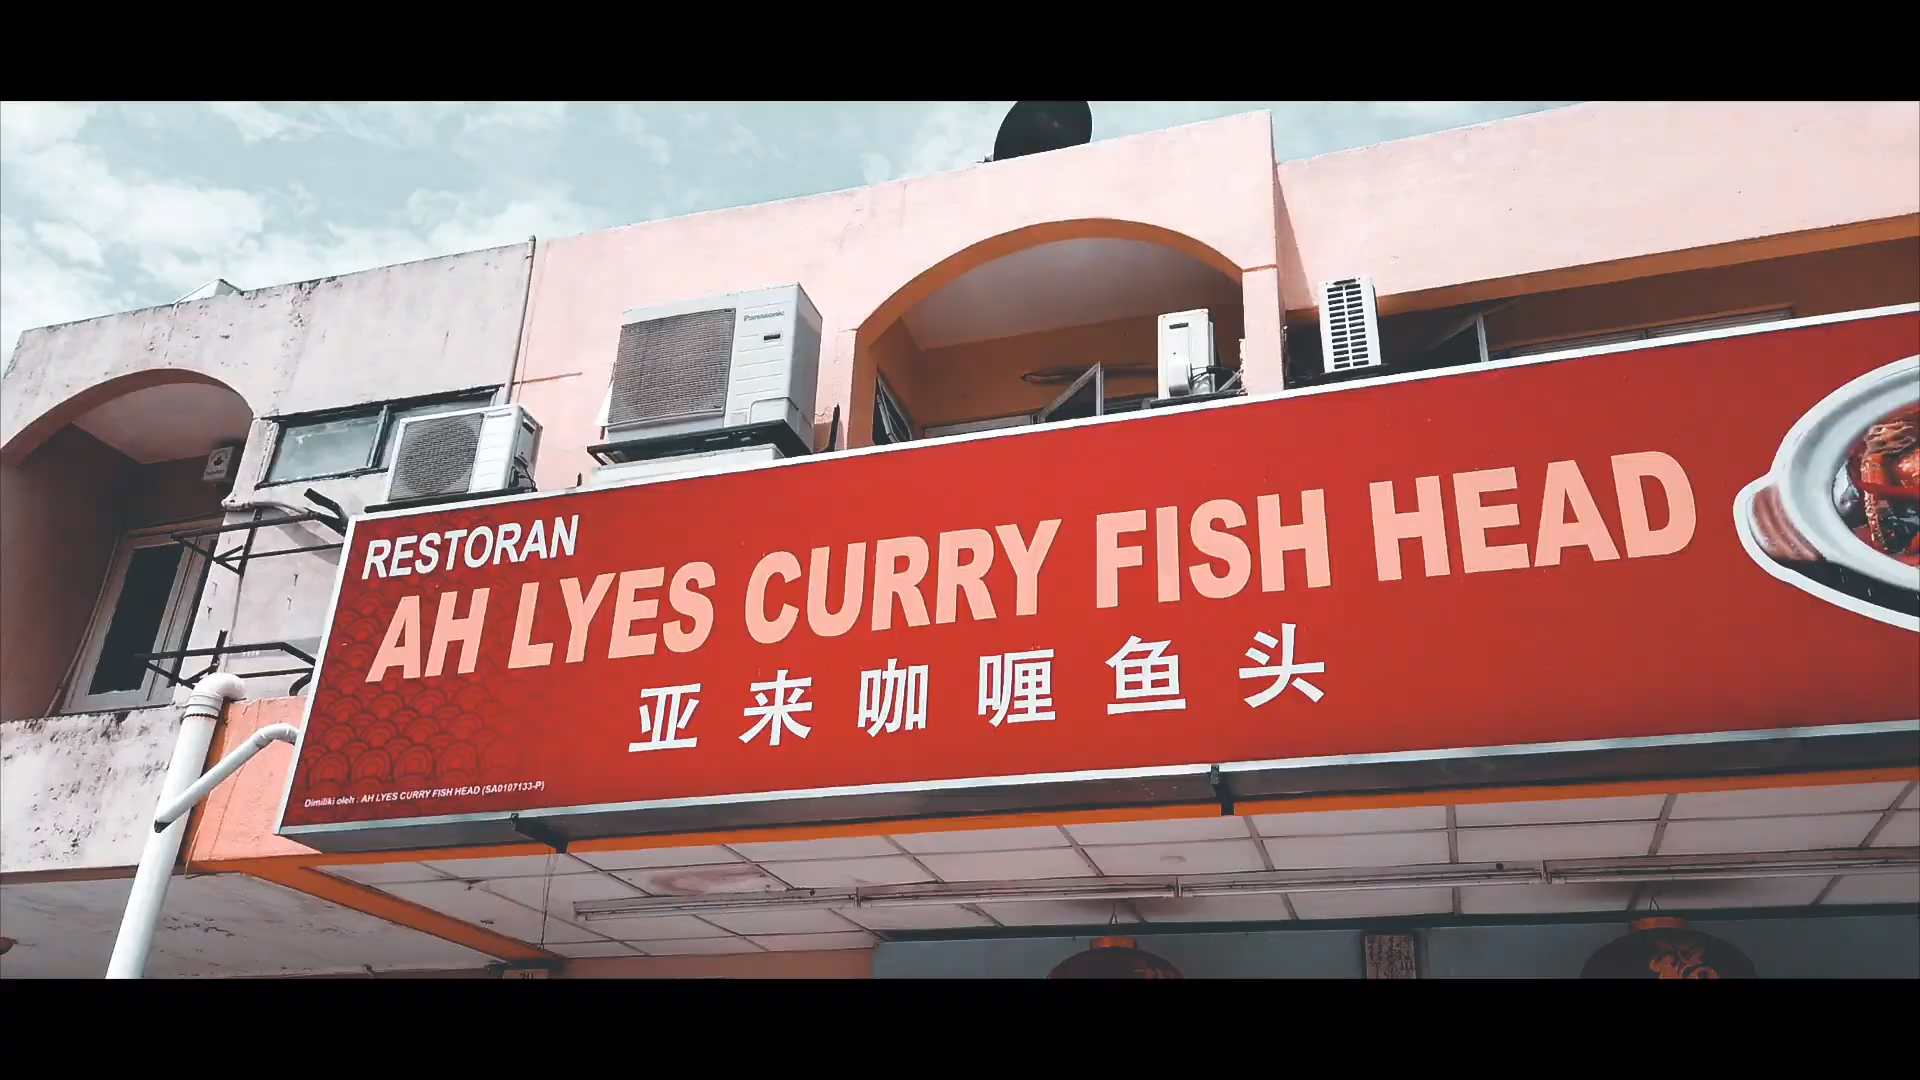 Panasonic
RESTORAN
AH LYES CURRY FISH HEAD
亚来咖喱鱼头
Dimiliki oleh : AH LYES CURRY FISH HEAD (SA0107133-P)